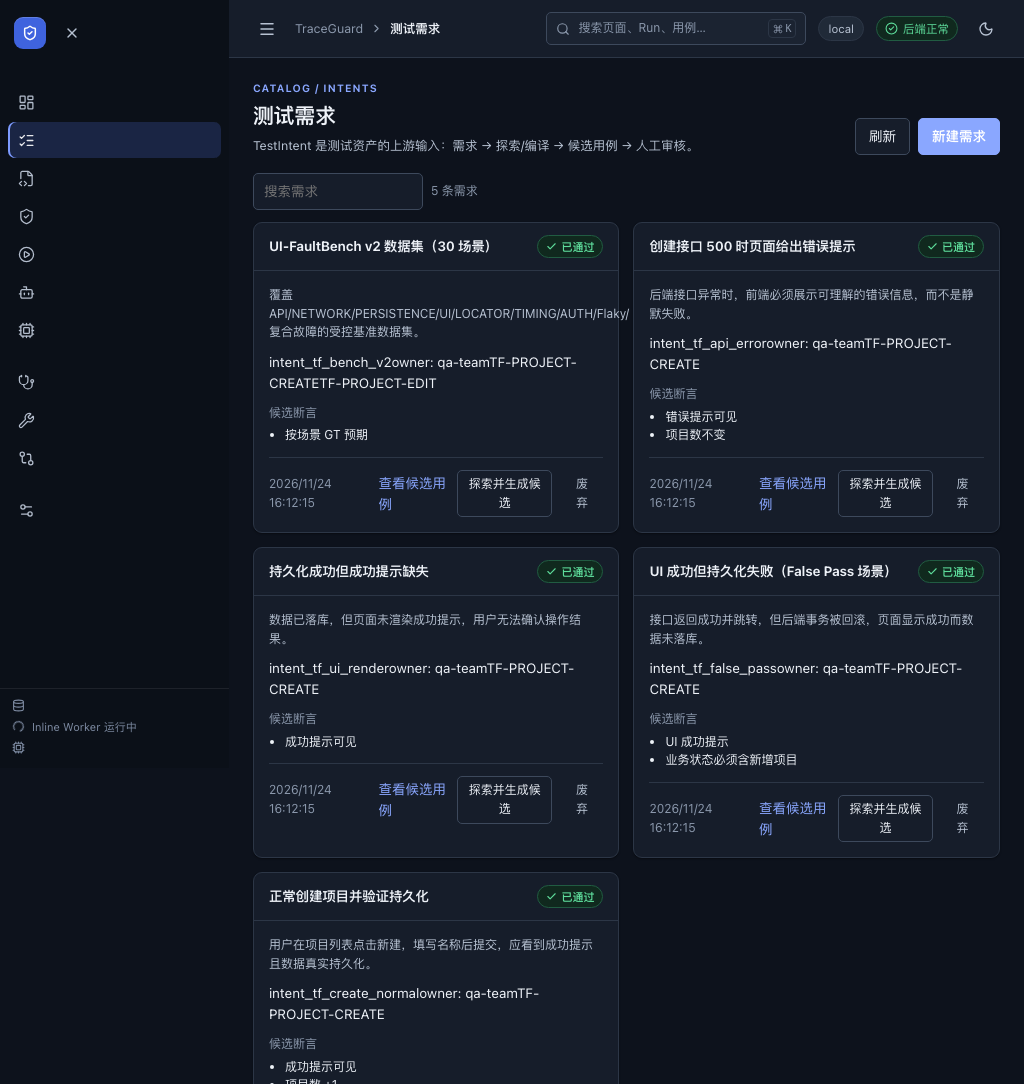 TraceGuard > 测试需求
搜索页面、Run、用例...
⌘ K
local
后端正常
CATALOG / INTENTS
测试需求
TestIntent 是测试资产的上游输入：需求 → 探索/编译 → 候选用例 → 人工审核。
刷新
新建需求
搜索需求
5 条需求
UI-FaultBench v2 数据集（30 场景）
已通过
覆盖
API/NETWORK/PERSISTENCE/UI/LOCATOR/TIMING/AUTH/Flaky/
复合故障的受控基准数据集。
intent_tf_bench_v2owner: qa-teamTF-PROJECT-
CREATETF-PROJECT-EDIT
候选断言
• 按场景 GT 预期
2026/11/24
16:12:15
查看候选用
例
探索并生成候
选
废
弃
创建接口 500 时页面给出错误提示
已通过
后端接口异常时，前端必须展示可理解的错误信息，而不是静
默失败。
intent_tf_api_errorowner: qa-teamTF-PROJECT-
CREATE
候选断言
• 错误提示可见
• 项目数不变
2026/11/24
16:12:15
查看候选用
例
探索并生成候
选
废
弃
持久化成功但成功提示缺失
已通过
数据已落库，但页面未渲染成功提示，用户无法确认操作结
果。
intent_tf_ui_renderowner: qa-teamTF-PROJECT-
CREATE
候选断言
• 成功提示可见
2026/11/24
16:12:15
查看候选用
例
探索并生成候
选
废
弃
UI 成功但持久化失败（False Pass 场景）
已通过
接口返回成功并跳转，但后端事务被回滚，页面显示成功而数
据未落库。
intent_tf_false_passowner: qa-teamTF-PROJECT-
CREATE
候选断言
• UI 成功提示
• 业务状态必须含新增项目
2026/11/24
16:12:15
查看候选用
例
探索并生成候
选
废
弃
正常创建项目并验证持久化
已通过
用户在项目列表点击新建，填写名称后提交，应看到成功提示
且数据真实持久化。
intent_tf_create_normalowner: qa-teamTF-
PROJECT-CREATE
候选断言
• 成功提示可见
• 项目数 +1
Inline Worker 运行中